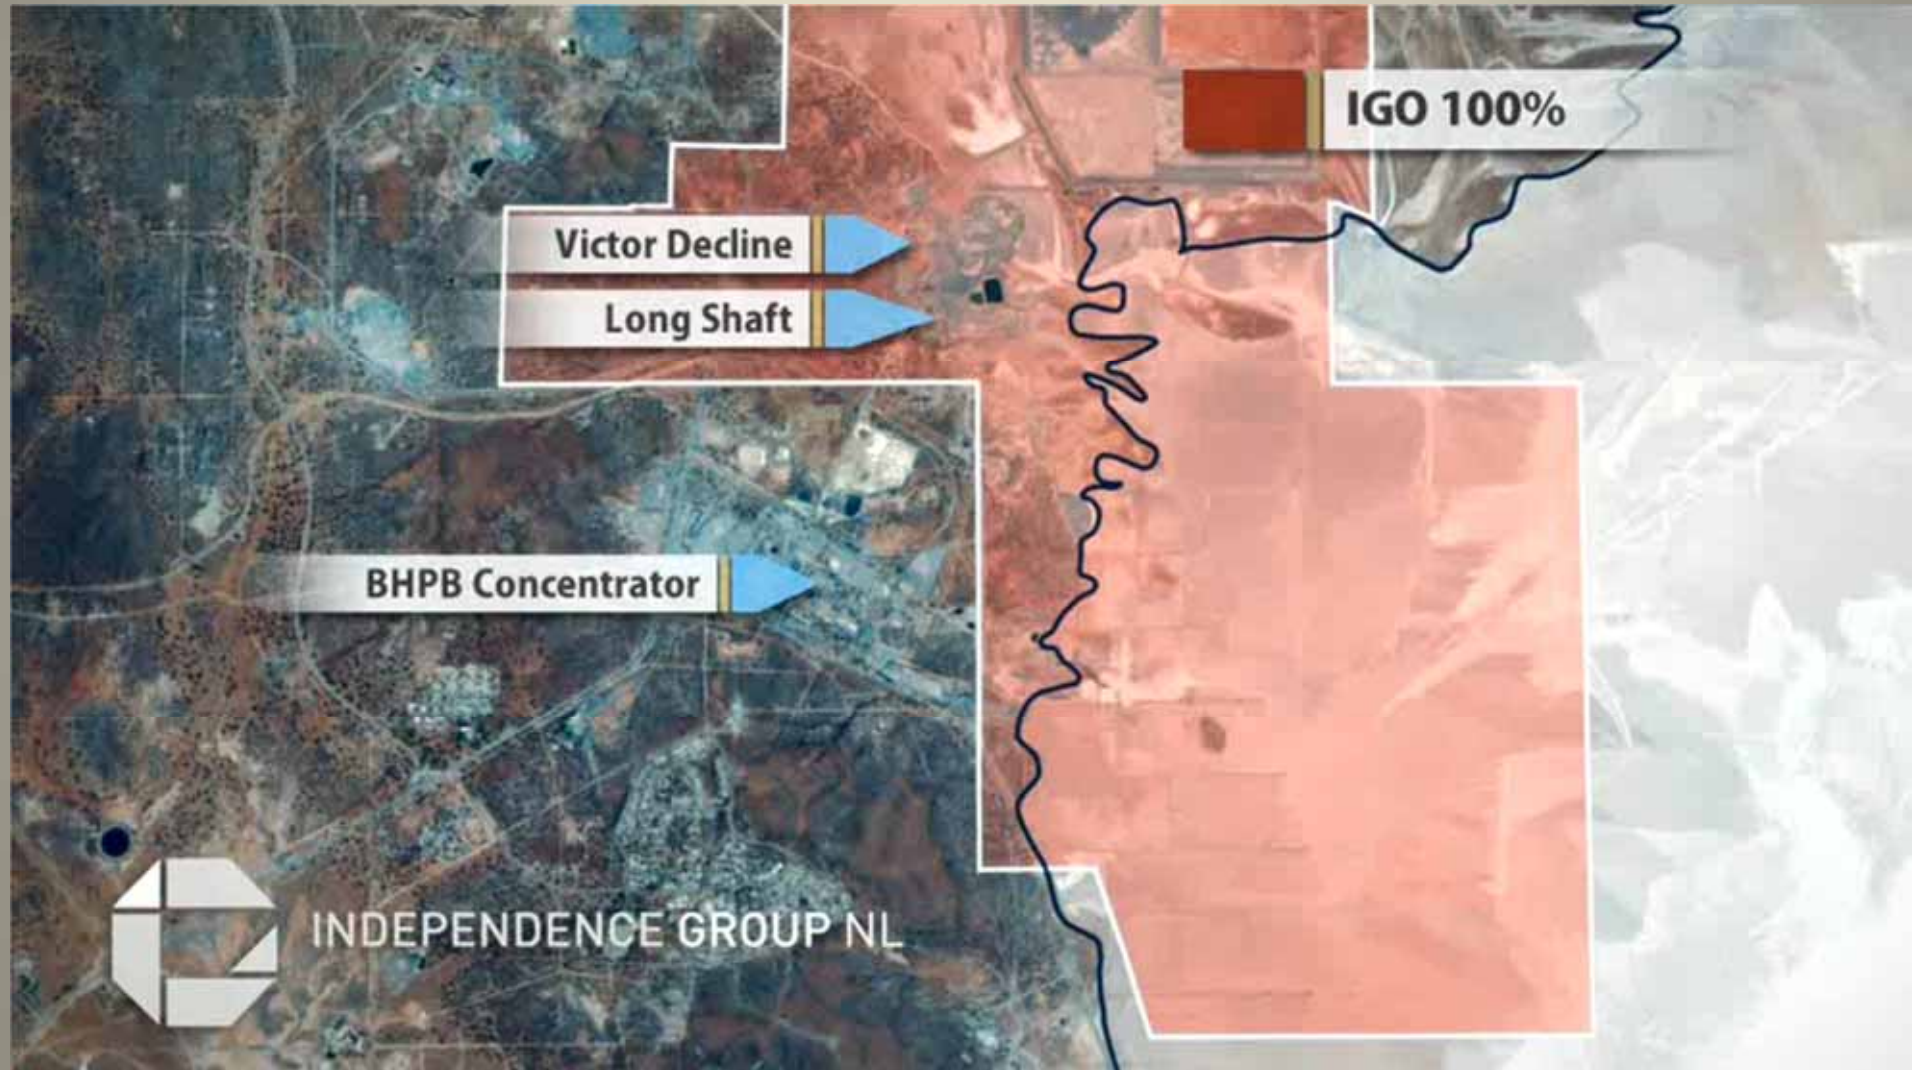 IGO 100%
Victor Decline
Long Shaft
BHPB Concentrator
INDEPENDENCE GROUP NL